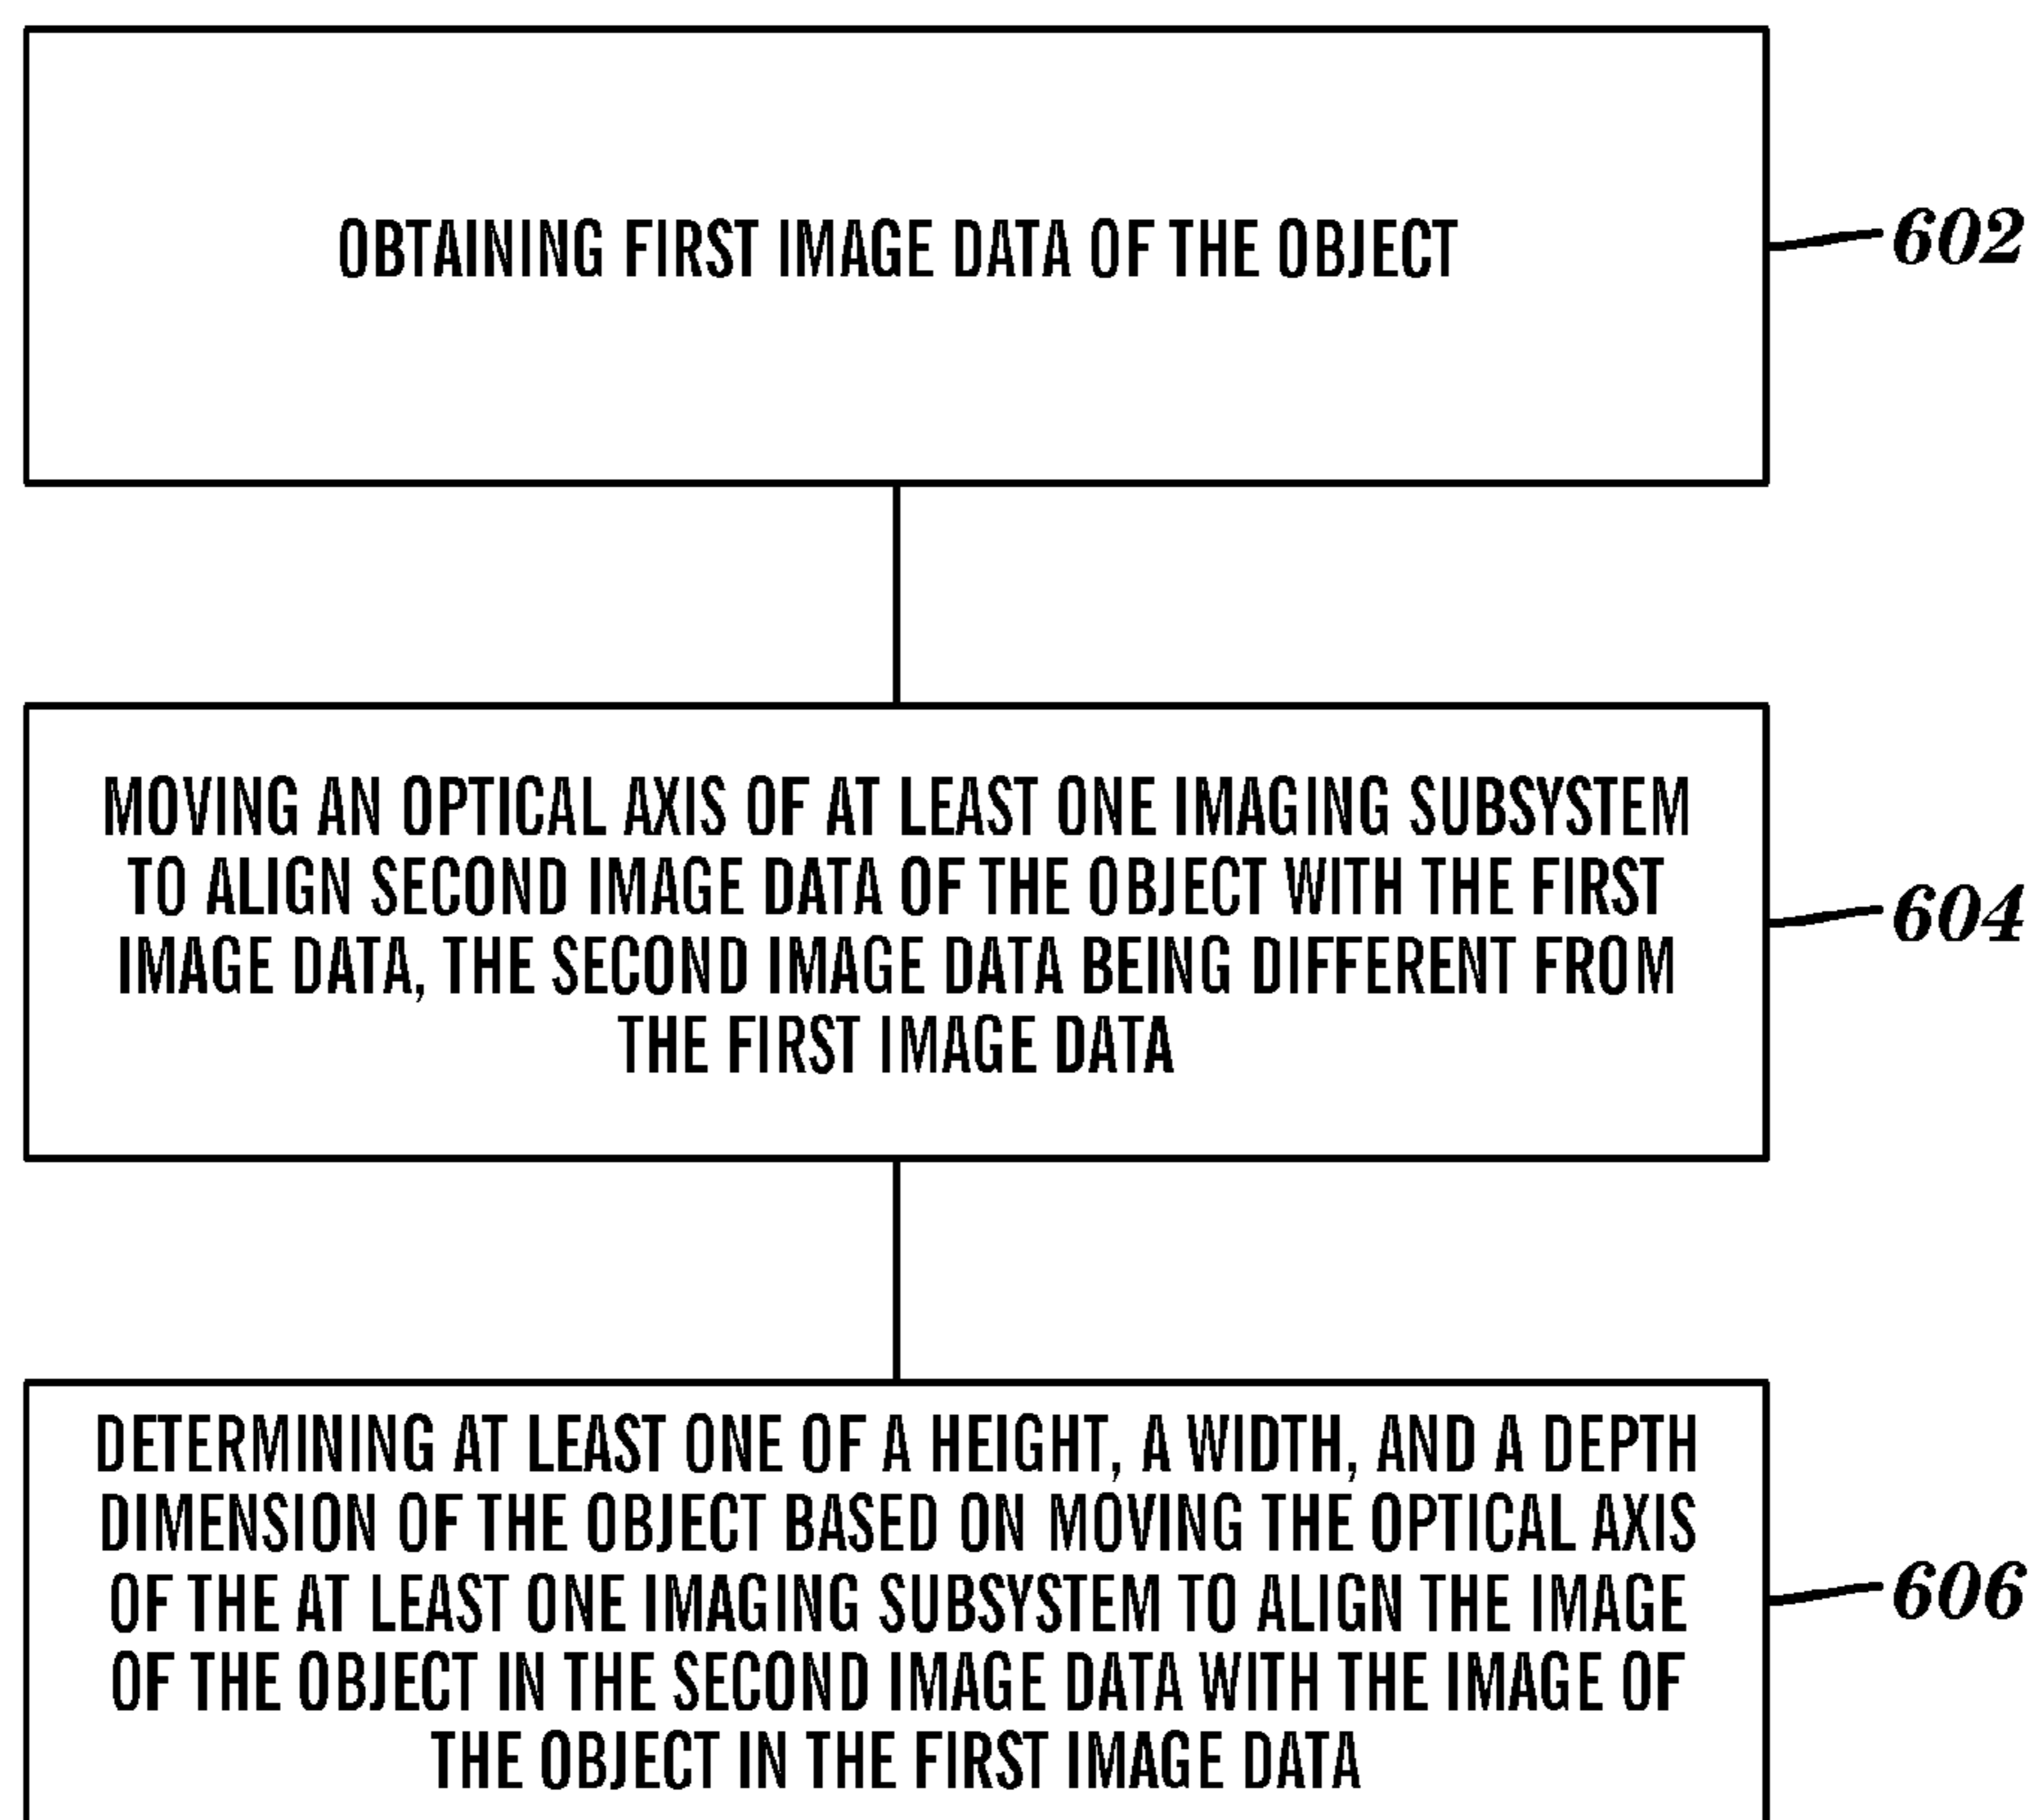 OBTAINING FIRST IMAGE DATA OF THE OBJECT
602
MOVING AN OPTICAL AXIS OF AT LEAST ONE IMAGING SUBSYSTEM
TO ALIGN SECOND IMAGE DATA OF THE OBJECT WITH THE FIRST
IMAGE DATA, THE SECOND IMAGE DATA BEING DIFFERENT FROM
THE FIRST IMAGE DATA
604
DETERMINING AT LEAST ONE OF A HEIGHT, A WIDTH, AND A DEPTH
DIMENSION OF THE OBJECT BASED ON MOVING THE OPTICAL AXIS
OF THE AT LEAST ONE IMAGING SUBSYSTEM TO ALIGN THE IMAGE
OF THE OBJECT IN THE SECOND IMAGE DATA WITH THE IMAGE OF
THE OBJECT IN THE FIRST IMAGE DATA
606